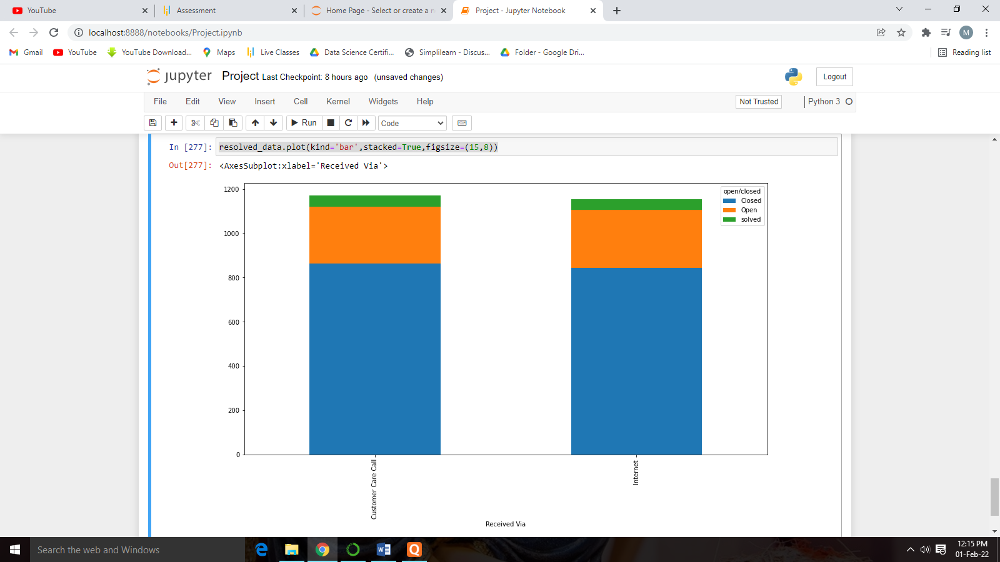 YouTube
Assessment
Home Page - Select or create a n
Project - Jupyter Notebook
localhost:8888/notebooks/Project.ipynb
M
Gmail
YouTube
YouTube Download...
Maps
Live Classes
Data Science Certifi...
Simplilearn - Discus...
Folder - Google Dri...
Reading list
jupyter
Project Last Checkpoint: 8 hours ago (unsaved changes)
Logout
File
Edit
View
Insert
Cell
Kernel
Widgets
Help
Not Trusted
Python 3
Run
Code
In [277]: resolved_data.plot(kind='bar',stacked=True,figsize=(15,8))
Out[277]: <AxesSubplot:xlabel='Received Via'>
1200
1000
800
600
400
200
0
open/closed
Closed
Open
solved
Customer Care Call
Internet
Received Via
Search the web and Windows
12:15 PM
01-Feb-22